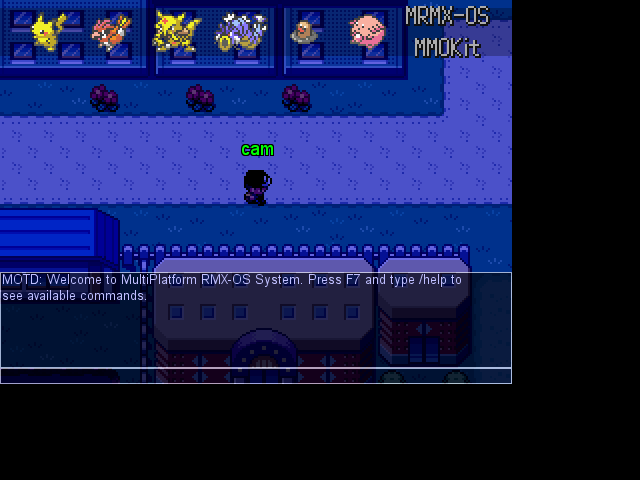 MRMX-OS
MMOKit
cam
MOTD: Welcome to MultiPlatform RMX-OS System. Press F7 and type /help to
see available commands.